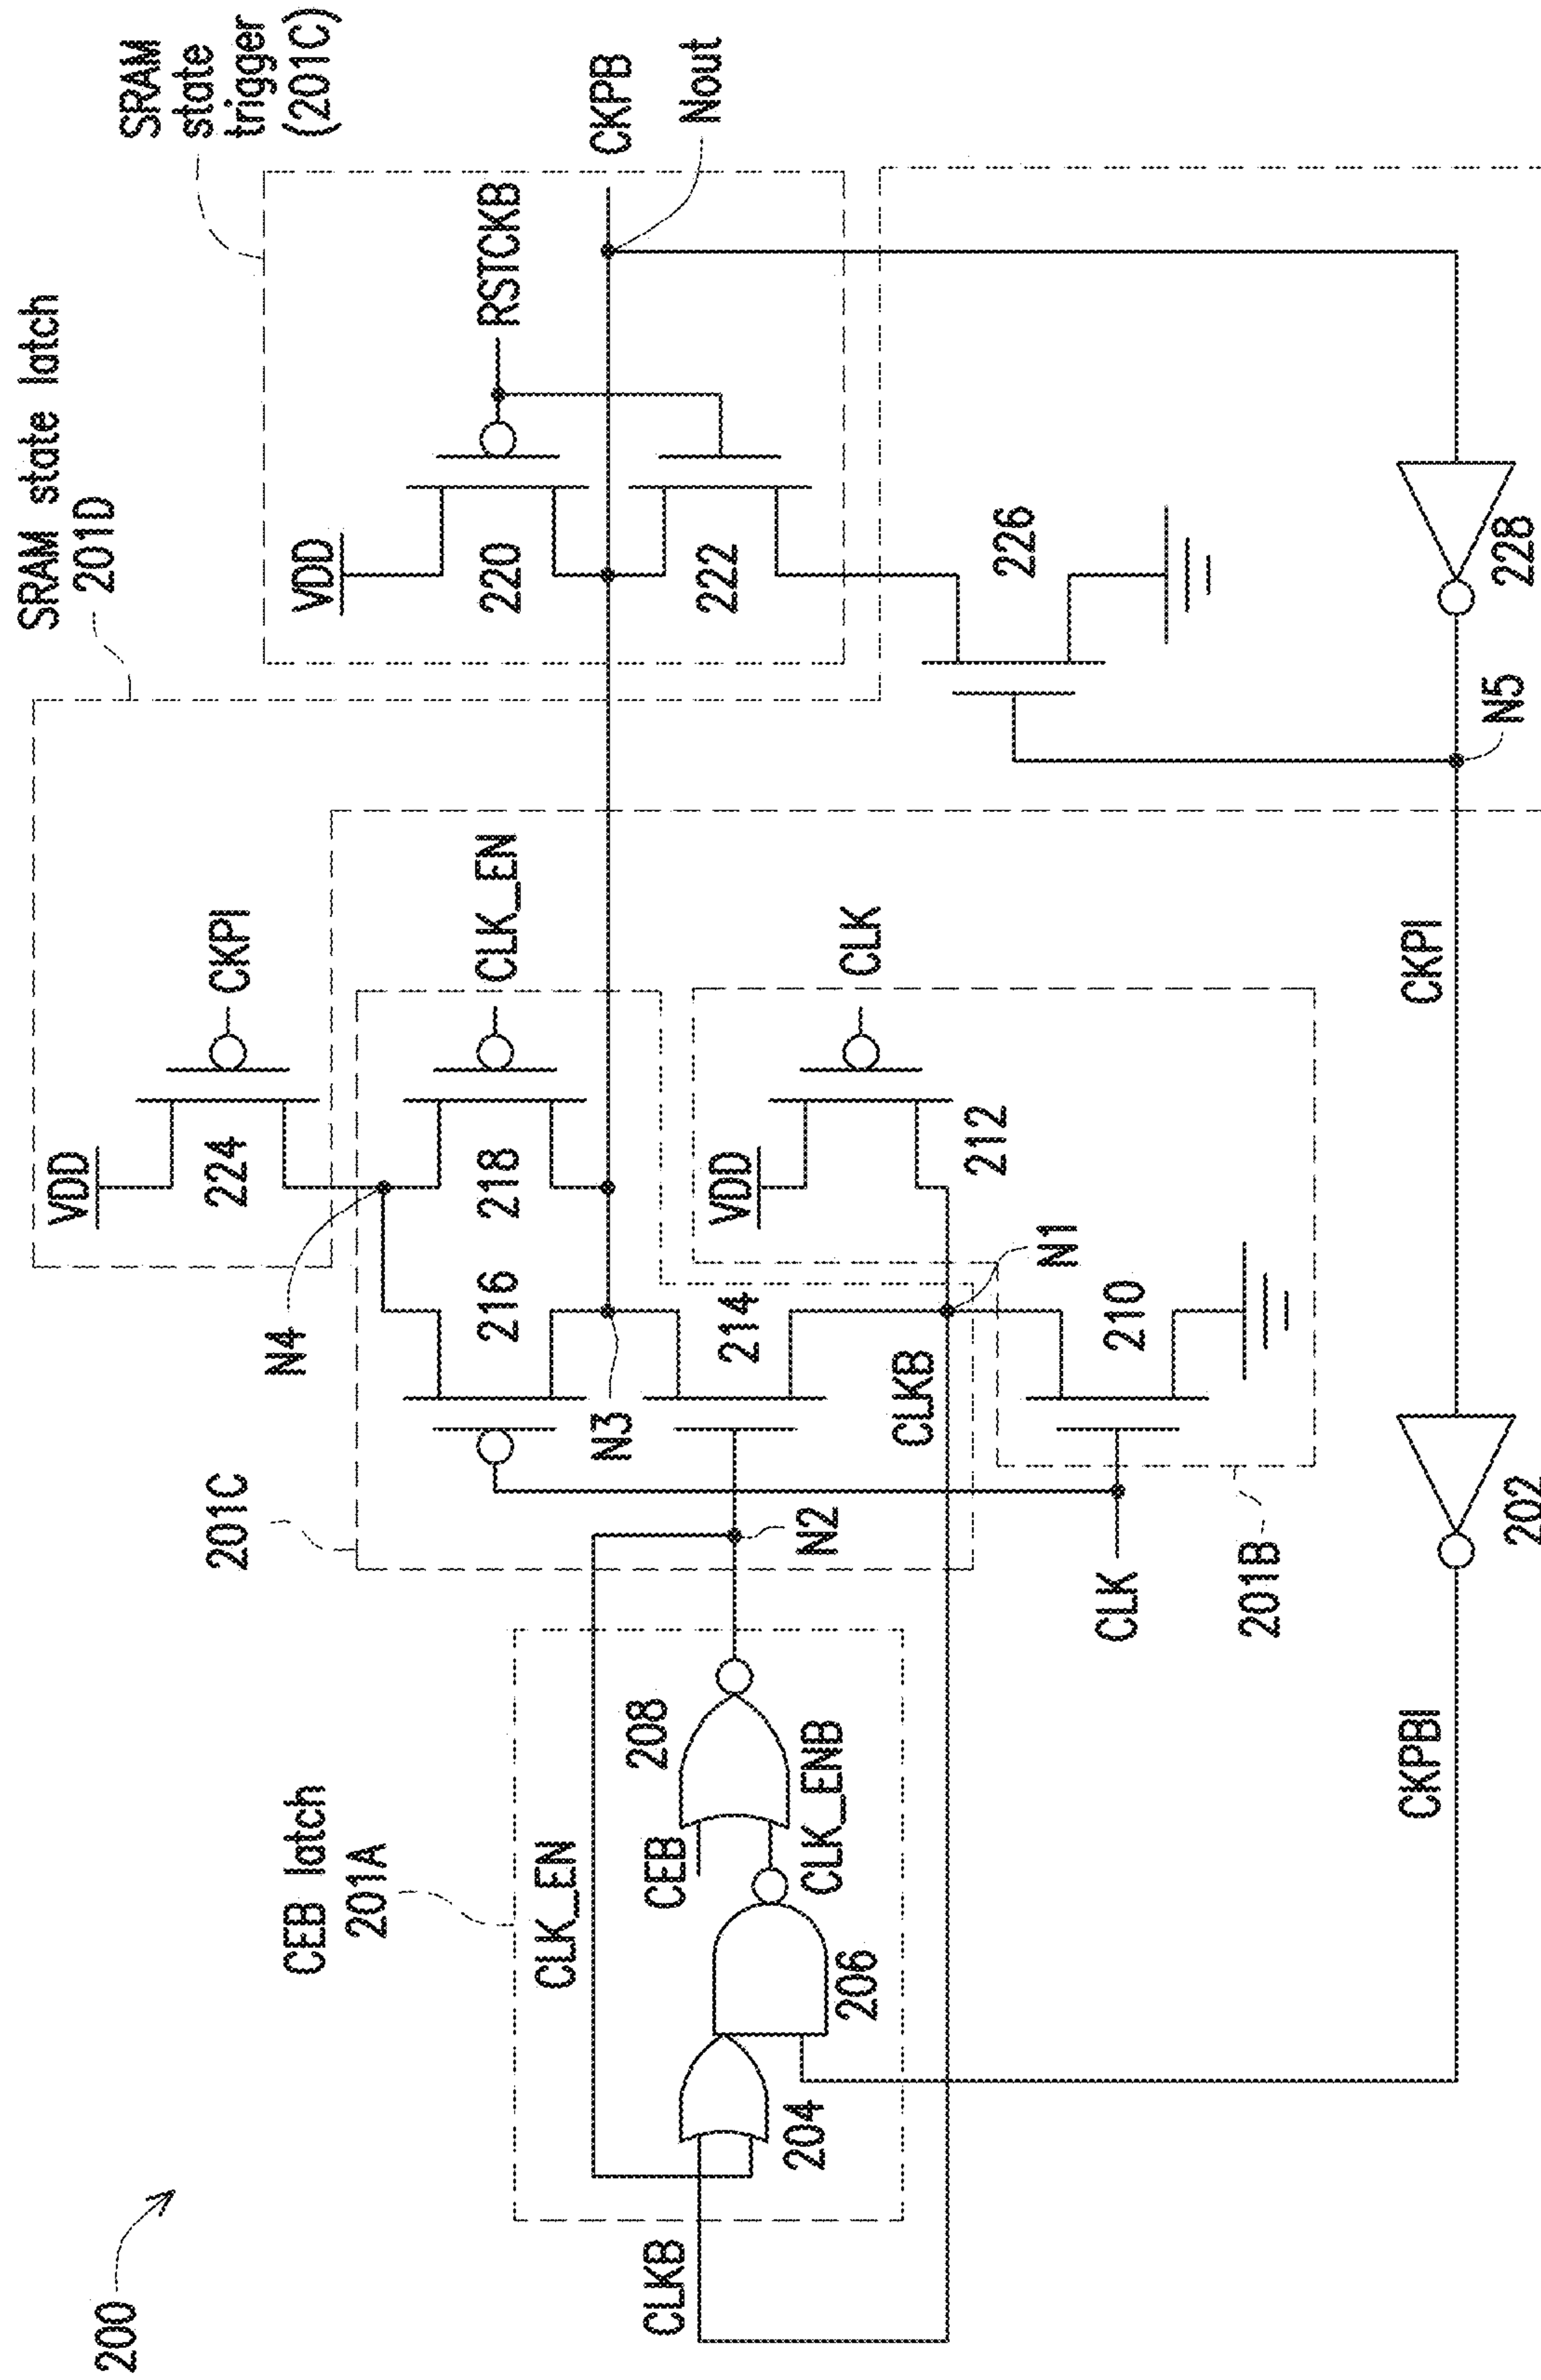 200
SRAM state latch
201D
SRAM
state
trigger
(201C)
VDD
224
CKPI
N4
201C
216
218
CLK_EN
VDD
220
RSTCKB
CKPB
Nout
222
N3
214
CEB latch
201A
CLK_EN
208
CEB
CLK_ENB
N2
CLKB
204
206
CLKB
VDD
212
CLK
N1
210
CLK
201B
226
CKPBI
202
CKPI
N5
228